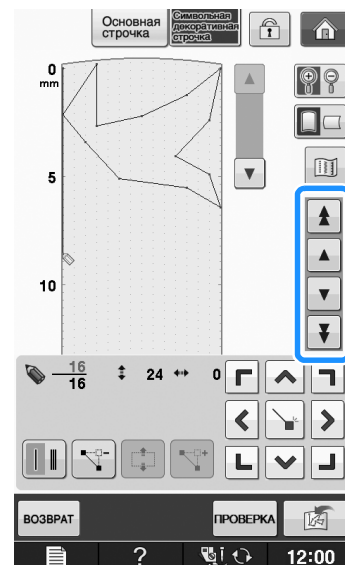 Основная
строчка
Символьная
декоративная
строчка
0
mm
5
10
16
16
24
0
ВОЗВРАТ
ПРОВЕРКА
?
12:00